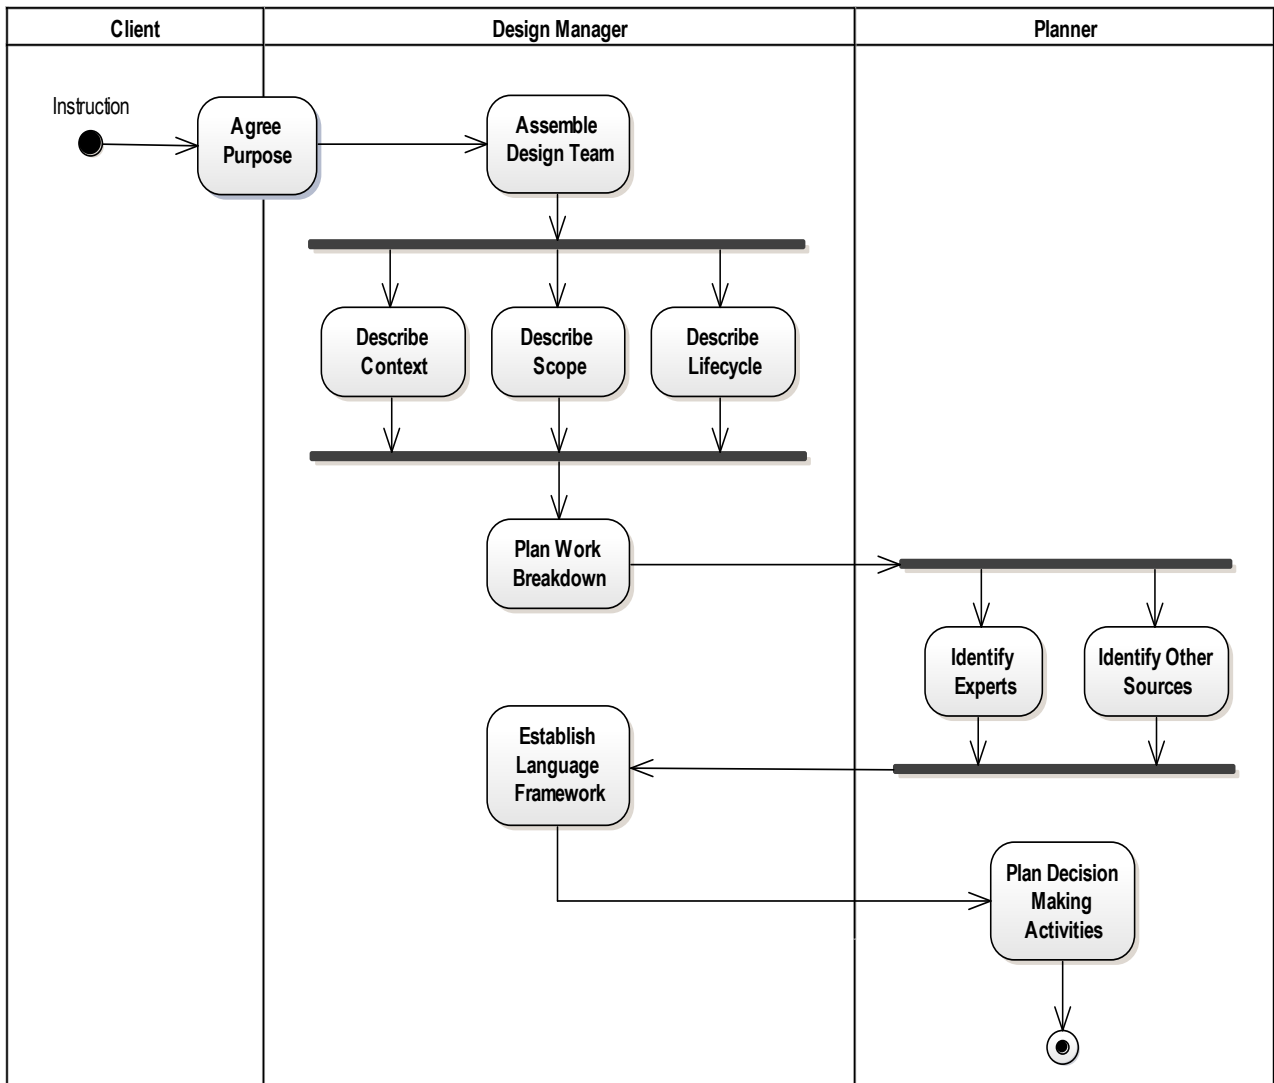 Client
Design Manager
Planner
Instruction
Agree
Purpose
Assemble
Design Team
Describe
Context
Describe
Scope
Describe
Lifecycle
Plan Work
Breakdown
Identify
Experts
Identify Other
Sources
Establish
Language
Framework
Plan Decision
Making
Activities